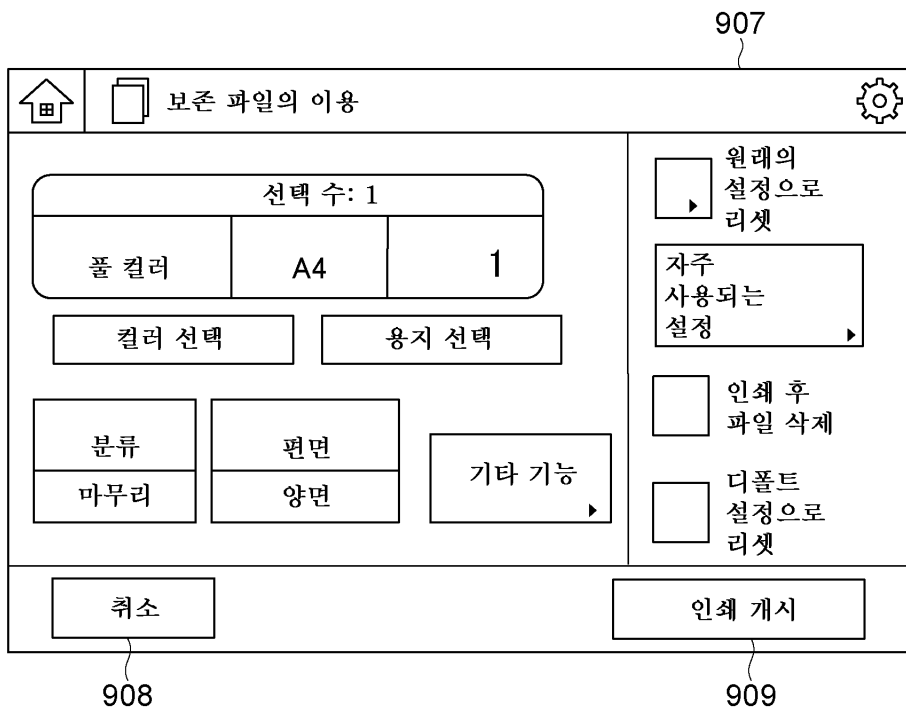 907
보존 파일의 이용
선택 수: 1
풀 컬러 A4 1
컬러 선택 용지 선택
분류 편면
마무리 양면
기타 기능
원래의
설정으로
리셋
자주
사용되는
설정
인쇄 후
파일 삭제
디폴트
설정으로
리셋
취소 인쇄 개시
908 909